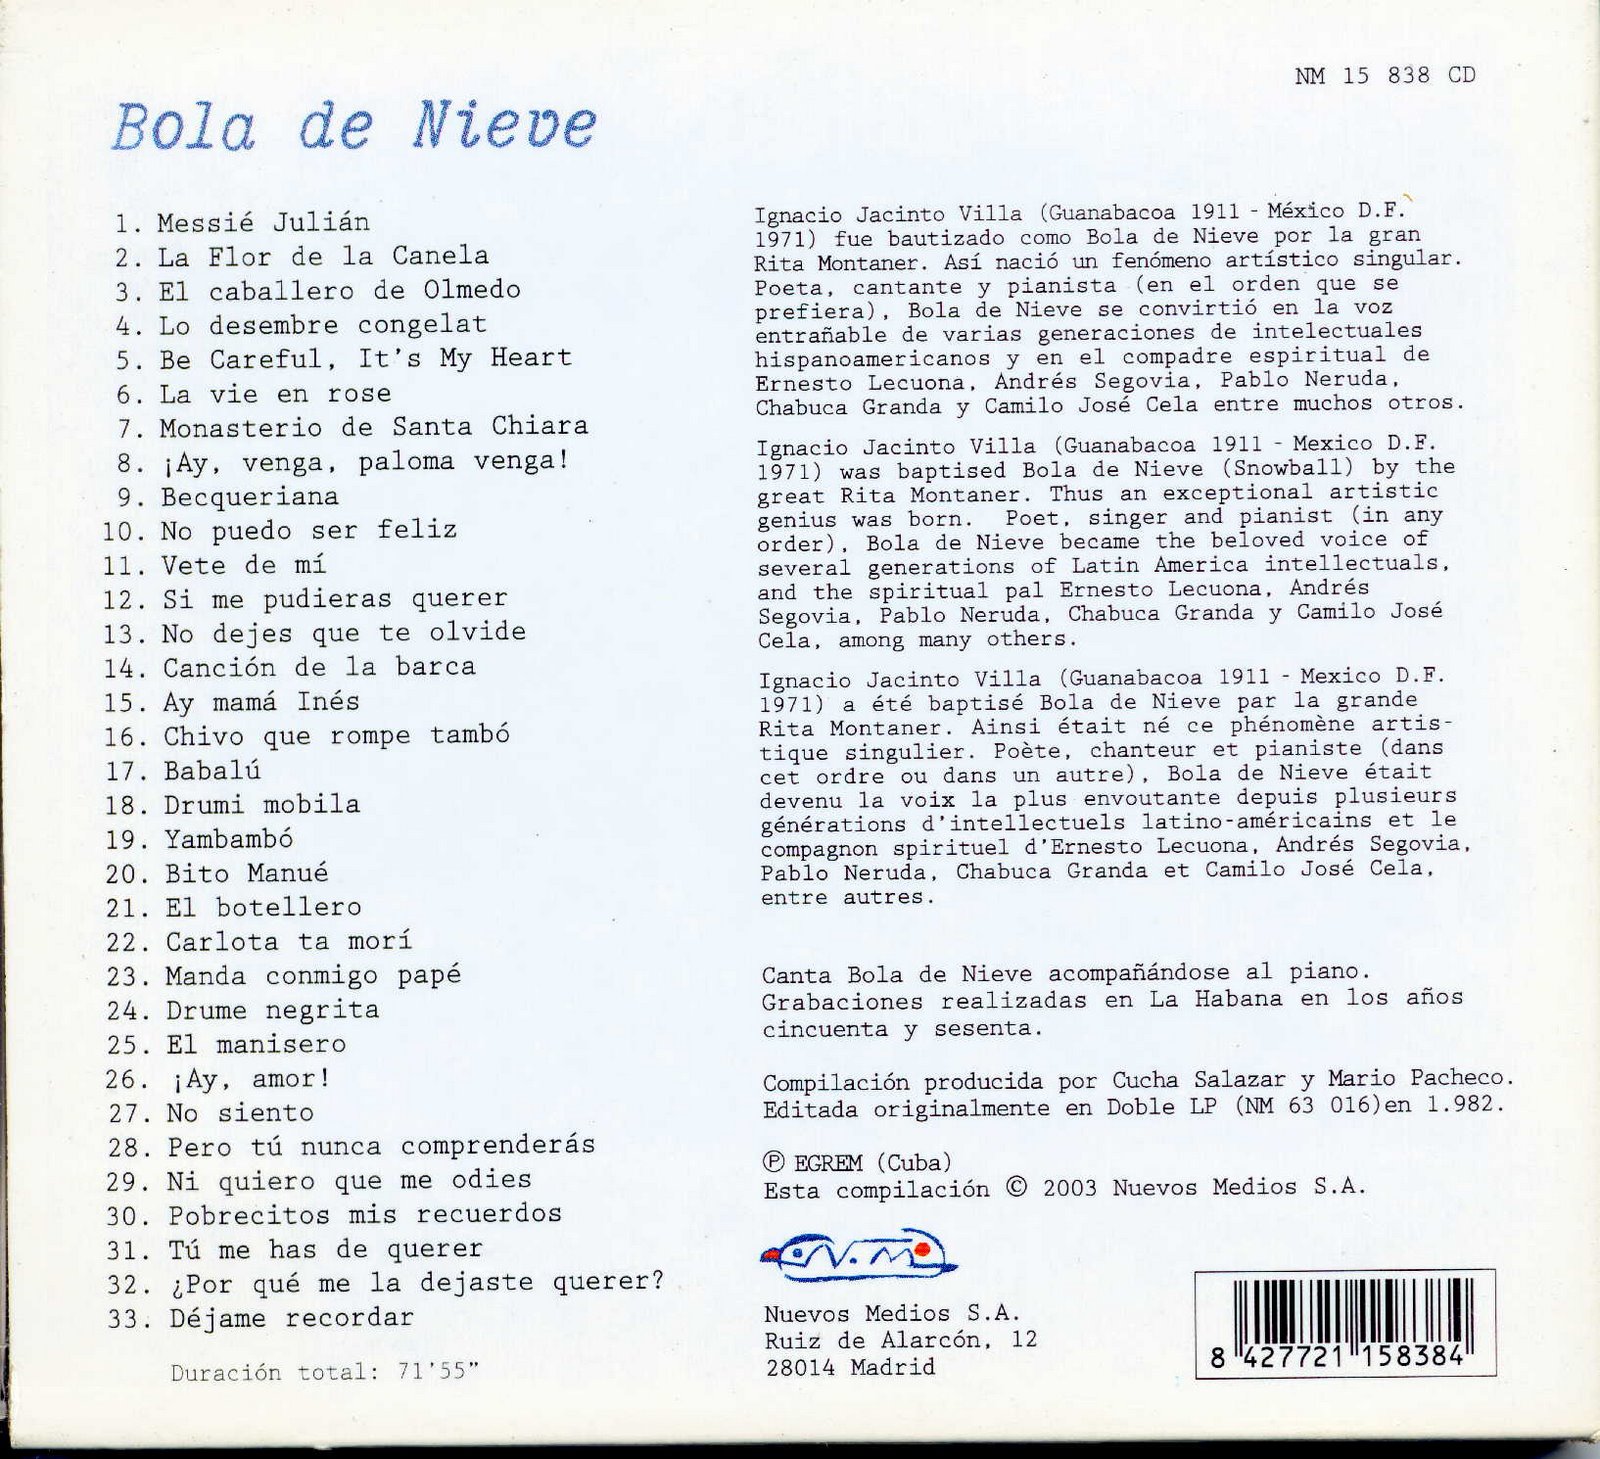 NM 15 838 CD
Bola de Nieve
1. Messié Julián
2. La Flor de la Canela
3. El caballero de Olmedo
4. Lo desembre congelat
5. Be Careful, It's My Heart
6. La vie en rose
7. Monasterio de Santa Chiara
8. ¡Ay, venga, paloma venga!
9. Becqueriana
10. No puedo ser feliz
11. Vete de mí
12. Si me pudieras querer
13. No dejes que te olvide
14. Canción de la barca
15. Ay mamá Inés
16. Chivo que rompe tambó
17. Babalú
18. Drumi mobila
19. Yambambó
20. Bito Manué
21. El botellero
22. Carlota ta morí
23. Manda conmigo papé
24. Drume negrita
25. El manisero
26. ¡Ay, amor!
27. No siento
28. Pero tú nunca comprenderás
29. Ni quiero que me odies
30. Pobrecitos mis recuerdos
31. Tú me has de querer
32. ¿Por qué me la dejaste querer?
33. Déjame recordar
Duración total: 71'55"
Ignacio Jacinto Villa (Guanabacoa 1911 - México D.F.
1971) fue bautizado como Bola de Nieve por la gran
Rita Montaner. Así nació un fenómeno artístico singular.
Poeta, cantante y pianista (en el orden que se
prefiera), Bola de Nieve se convirtió en la voz
entrañable de varias generaciones de intelectuales
hispanoamericanos y en el compadre espiritual de
Ernesto Lecuona, Andrés Segovia, Pablo Neruda,
Chabuca Granda y Camilo José Cela entre muchos otros.
Ignacio Jacinto Villa (Guanabacoa 1911 - Mexico D.F.
1971) was baptised Bola de Nieve (Snowball) by the
great Rita Montaner. Thus an exceptional artistic
genius was born. Poet, singer and pianist (in any
order), Bola de Nieve became the beloved voice of
several generations of Latin America intellectuals,
and the spiritual pal Ernesto Lecuona, Andrés
Segovia, Pablo Neruda, Chabuca Granda y Camilo José
Cela, among many others.
Ignacio Jacinto Villa (Guanabacoa 1911 - Mexico D.F.
1971) a été baptisé Bola de Nieve par la grande
Rita Montaner. Ainsi était né ce phénomène artis-
tique singulier. Poète, chanteur et pianiste (dans
cet ordre ou dans un autre), Bola de Nieve était
devenu la voix la plus envoutante depuis plusieurs
générations d'intellectuels latino-américains et le
compagnon spirituel d'Ernesto Lecuona, Andrés Segovia,
Pablo Neruda, Chabuca Granda et Camilo José Cela,
entre autres.
Canta Bola de Nieve acompañándose al piano.
Grabaciones realizadas en La Habana en los años
cincuenta y sesenta.
Compilación producida por Cucha Salazar y Mario Pacheco.
Editada originalmente en Doble LP (NM 63 016)en 1.982.
℗ EGREM (Cuba)
Esta compilación © 2003 Nuevos Medios S.A.
N.M
Nuevos Medios S.A.
Ruiz de Alarcón, 12
28014 Madrid
8 427721 158384